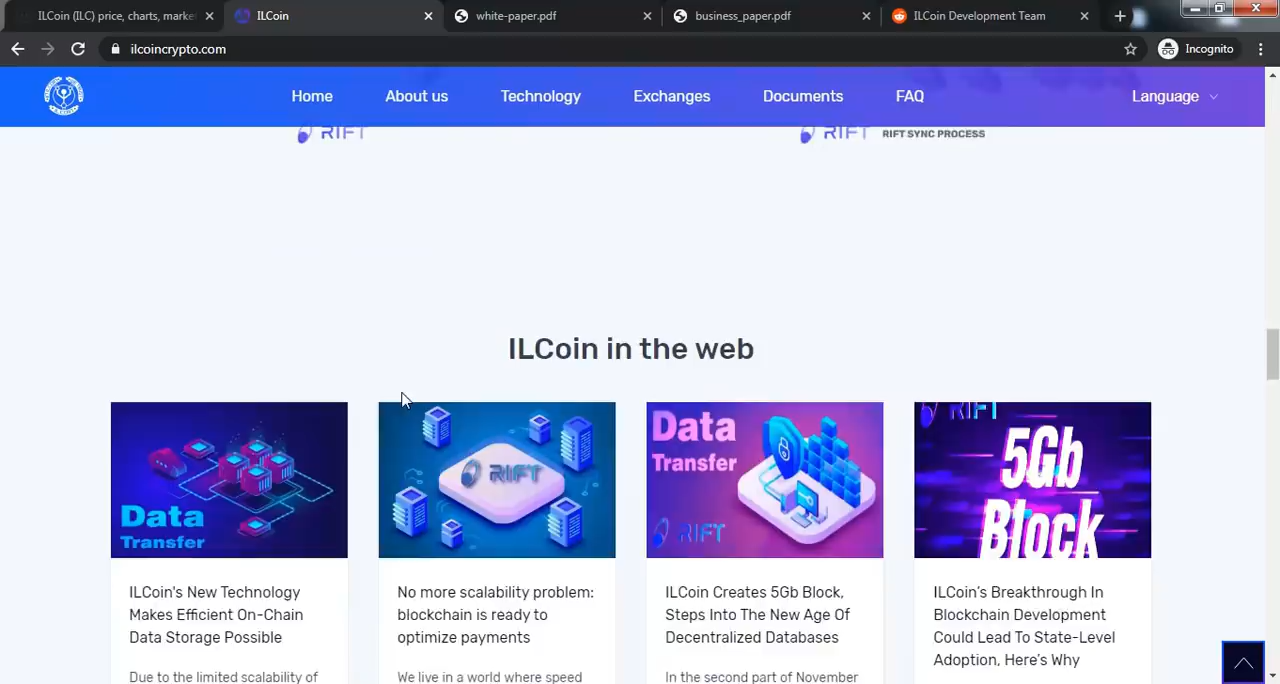 ILCoin (ILC) price, charts, marke
ILCoin
white-paper.pdf
business_paper.pdf
ILCoin Development Team
ilcoincrypto.com
Incognito
Home
About us
Technology
Exchanges
Documents
FAQ
Language
RIFT
RIFT RIFT SYNC PROCESS
ILCoin in the web
Data
Transfer
RIFT
Data
Transfer
RIFT
RIFT
5Gb
Block
ILCoin's New Technology
Makes Efficient On-Chain
Data Storage Possible
Due to the limited scalability of
No more scalability problem:
blockchain is ready to
optimize payments
We live in a world where speed
ILCoin Creates 5Gb Block,
Steps Into The New Age Of
Decentralized Databases
In the second part of November
ILCoin's Breakthrough In
Blockchain Development
Could Lead To State-Level
Adoption, Here's Why